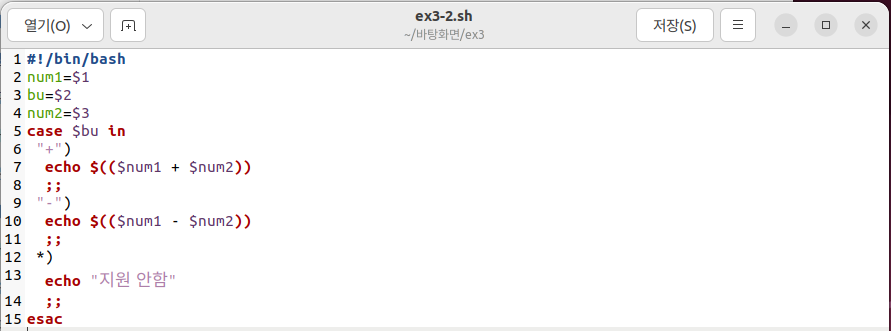 열기(O)
ex3-2.sh
~/바탕화면/ex3
저장(S)
1 #!/bin/bash
2 num1=$1
3 bu=$2
4 num2=$3
5 case $bu in
6 "+")
7 echo $(($num1 + $num2))
8 ;;
9 "-")
10 echo $(($num1 - $num2))
11 ;;
12 *)
13 echo "지원 안함"
14 ;;
15 esac